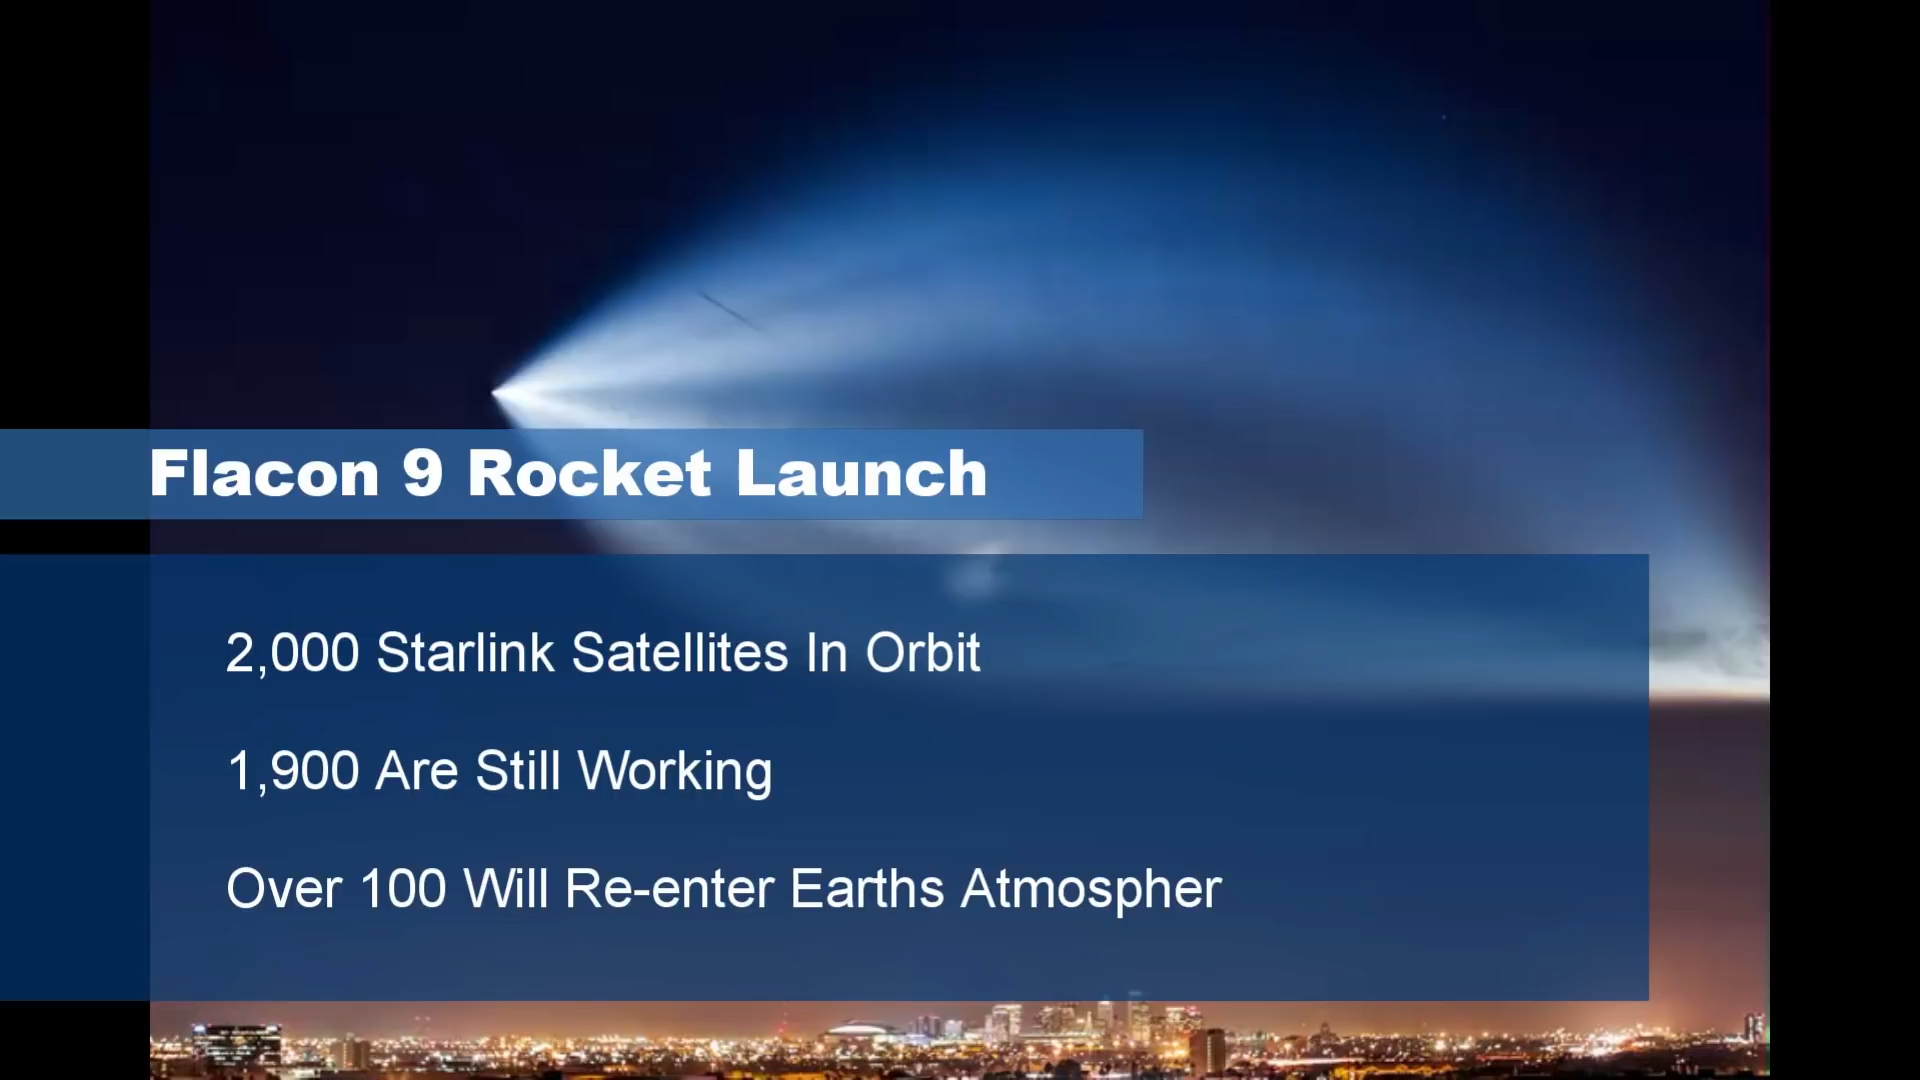 Flacon 9 Rocket Launch
2,000 Starlink Satellites In Orbit
1,900 Are Still Working
Over 100 Will Re-enter Earths Atmospher